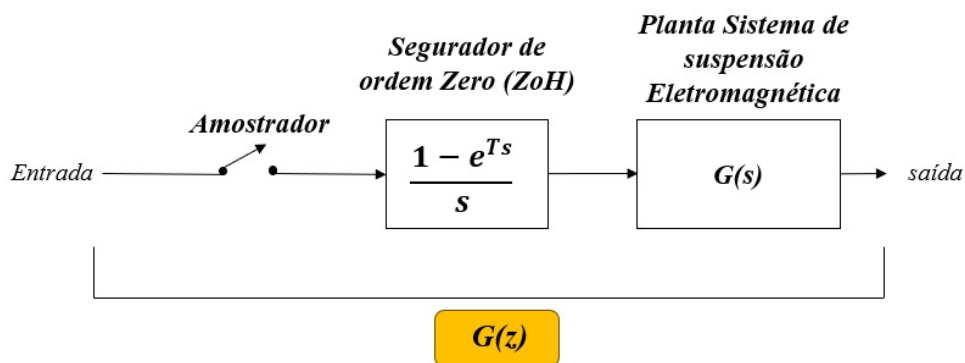 Segurador de
ordem Zero (ZoH)
Planta Sistema de
suspensão
Eletromagnética
Amostrador
Entrada
1 − e^{Ts}
s
G(s)
saída
G(z)